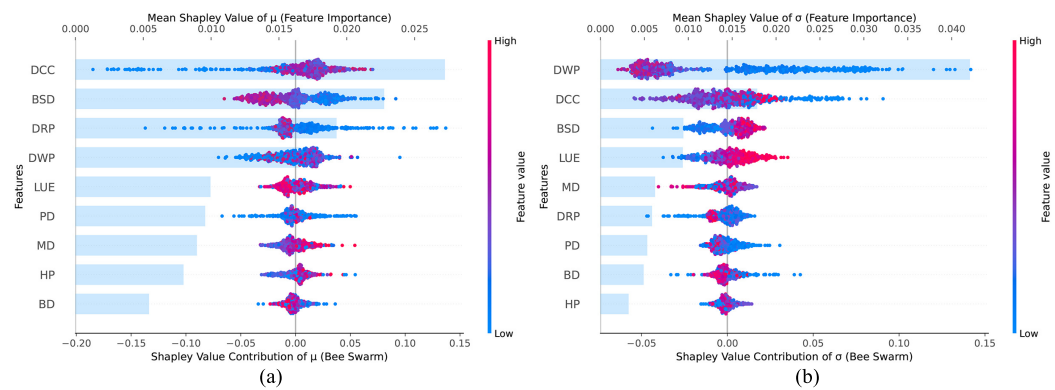 Mean Shapley Value of μ (Feature Importance)
0.000 0.005 0.010 0.015 0.020 0.025
High
DCC
BSD
DRP
DWP
LUE
PD
MD
HP
BD
Features
Feature value
Low
−0.20 −0.15 −0.10 −0.05 0.00 0.05 0.10 0.15
Shapley Value Contribution of μ (Bee Swarm)
(a)
Mean Shapley Value of σ (Feature Importance)
0.000 0.005 0.010 0.015 0.020 0.025 0.030 0.035 0.040
High
DWP
DCC
BSD
LUE
MD
DRP
PD
BD
HP
Features
Feature value
Low
−0.05 0.00 0.05 0.10 0.15
Shapley Value Contribution of σ (Bee Swarm)
(b)